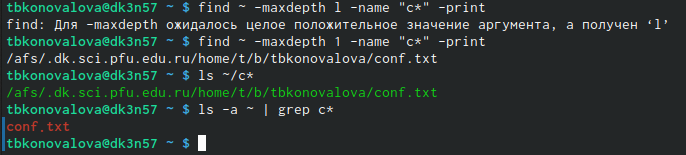 tbkonovalova@dk3n57 ~ $ find ~ -maxdepth l -name "c*" -print
find: Для -maxdepth ожидалось целое положительное значение аргумента, а получен ‘l’
tbkonovalova@dk3n57 ~ $ find ~ -maxdepth 1 -name "c*" -print
/afs/.dk.sci.pfu.edu.ru/home/t/b/tbkonovalova/conf.txt
tbkonovalova@dk3n57 ~ $ ls ~/c*
/afs/.dk.sci.pfu.edu.ru/home/t/b/tbkonovalova/conf.txt
tbkonovalova@dk3n57 ~ $ ls -a ~ | grep c*
conf.txt
tbkonovalova@dk3n57 ~ $